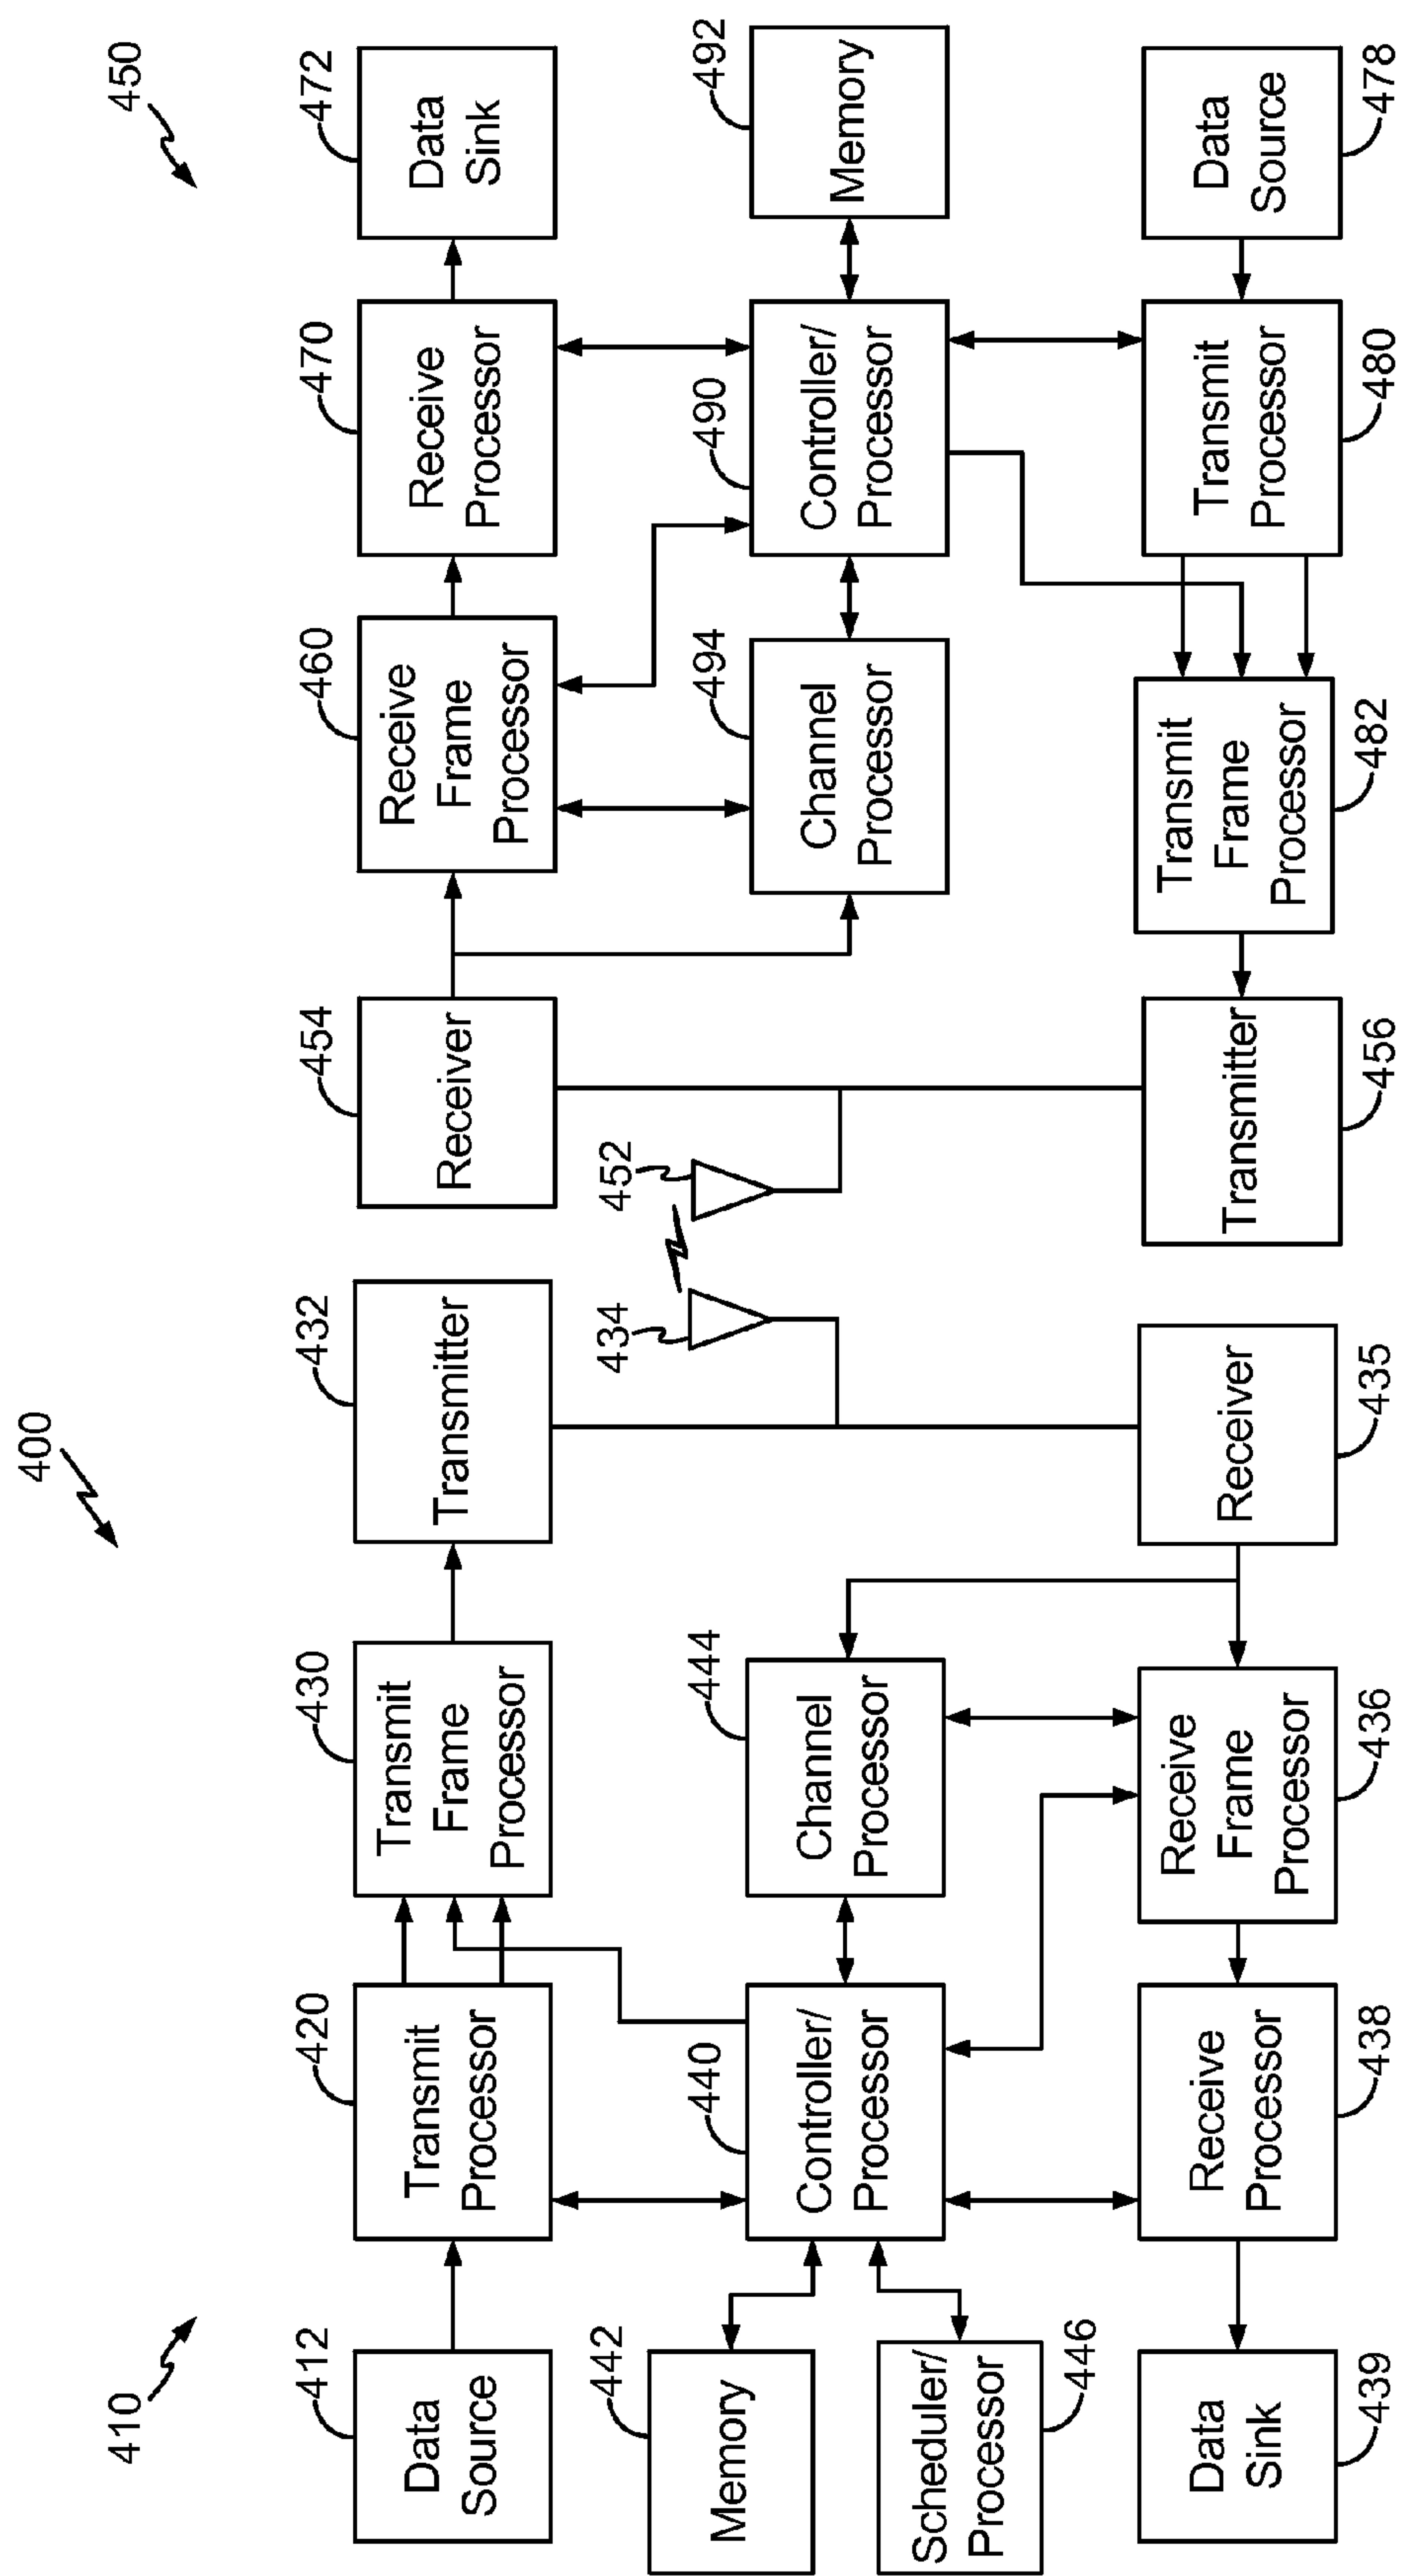 400
410
450
412
Data
Source
420
Transmit
Processor
430
Transmit
Frame
Processor
432
Transmitter
454
Receiver
460
Receive
Frame
Processor
470
Receive
Processor
472
Data
Sink
434
452
442
Memory
440
Controller/
Processor
444
Channel
Processor
494
Channel
Processor
490
Controller/
Processor
492
Memory
Scheduler/
Processor
446
Data
Sink
439
Receive
Processor
438
Receive
Frame
Processor
436
Receiver
435
Transmitter
456
Transmit
Frame
Processor
482
Transmit
Processor
480
Data
Source
478